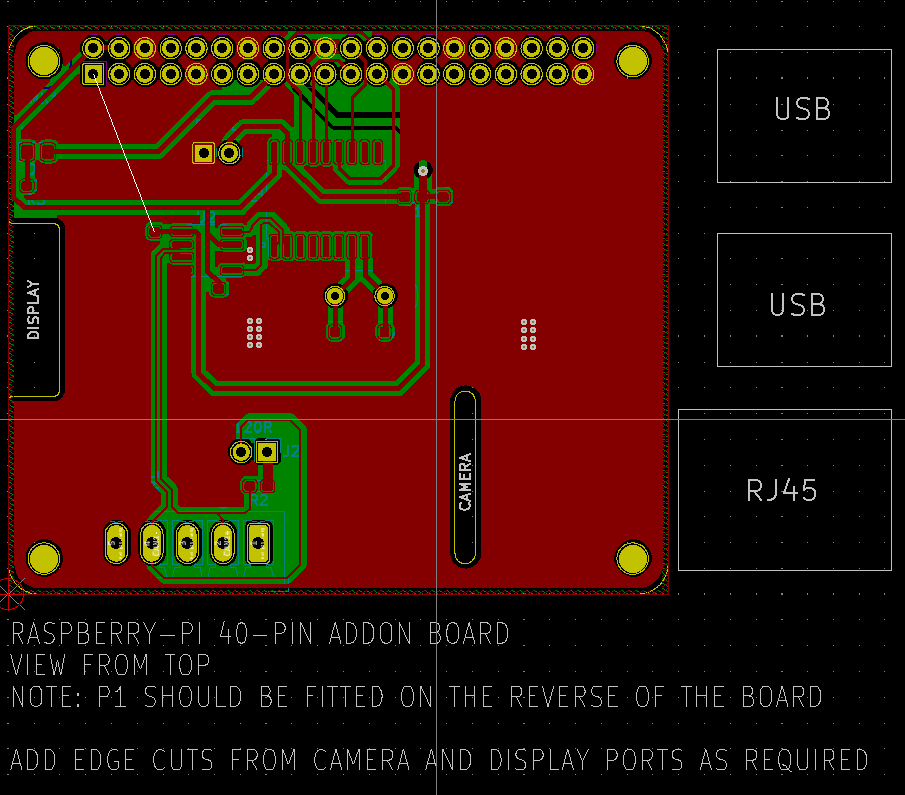 USB
DISPLAY
USB
20R
J2
CAMERA
R2
RJ45
RASPBERRY-PI 40-PIN ADDON BOARD
VIEW FROM TOP
NOTE: P1 SHOULD BE FITTED ON THE REVERSE OF THE BOARD
ADD EDGE CUTS FROM CAMERA AND DISPLAY PORTS AS REQUIRED